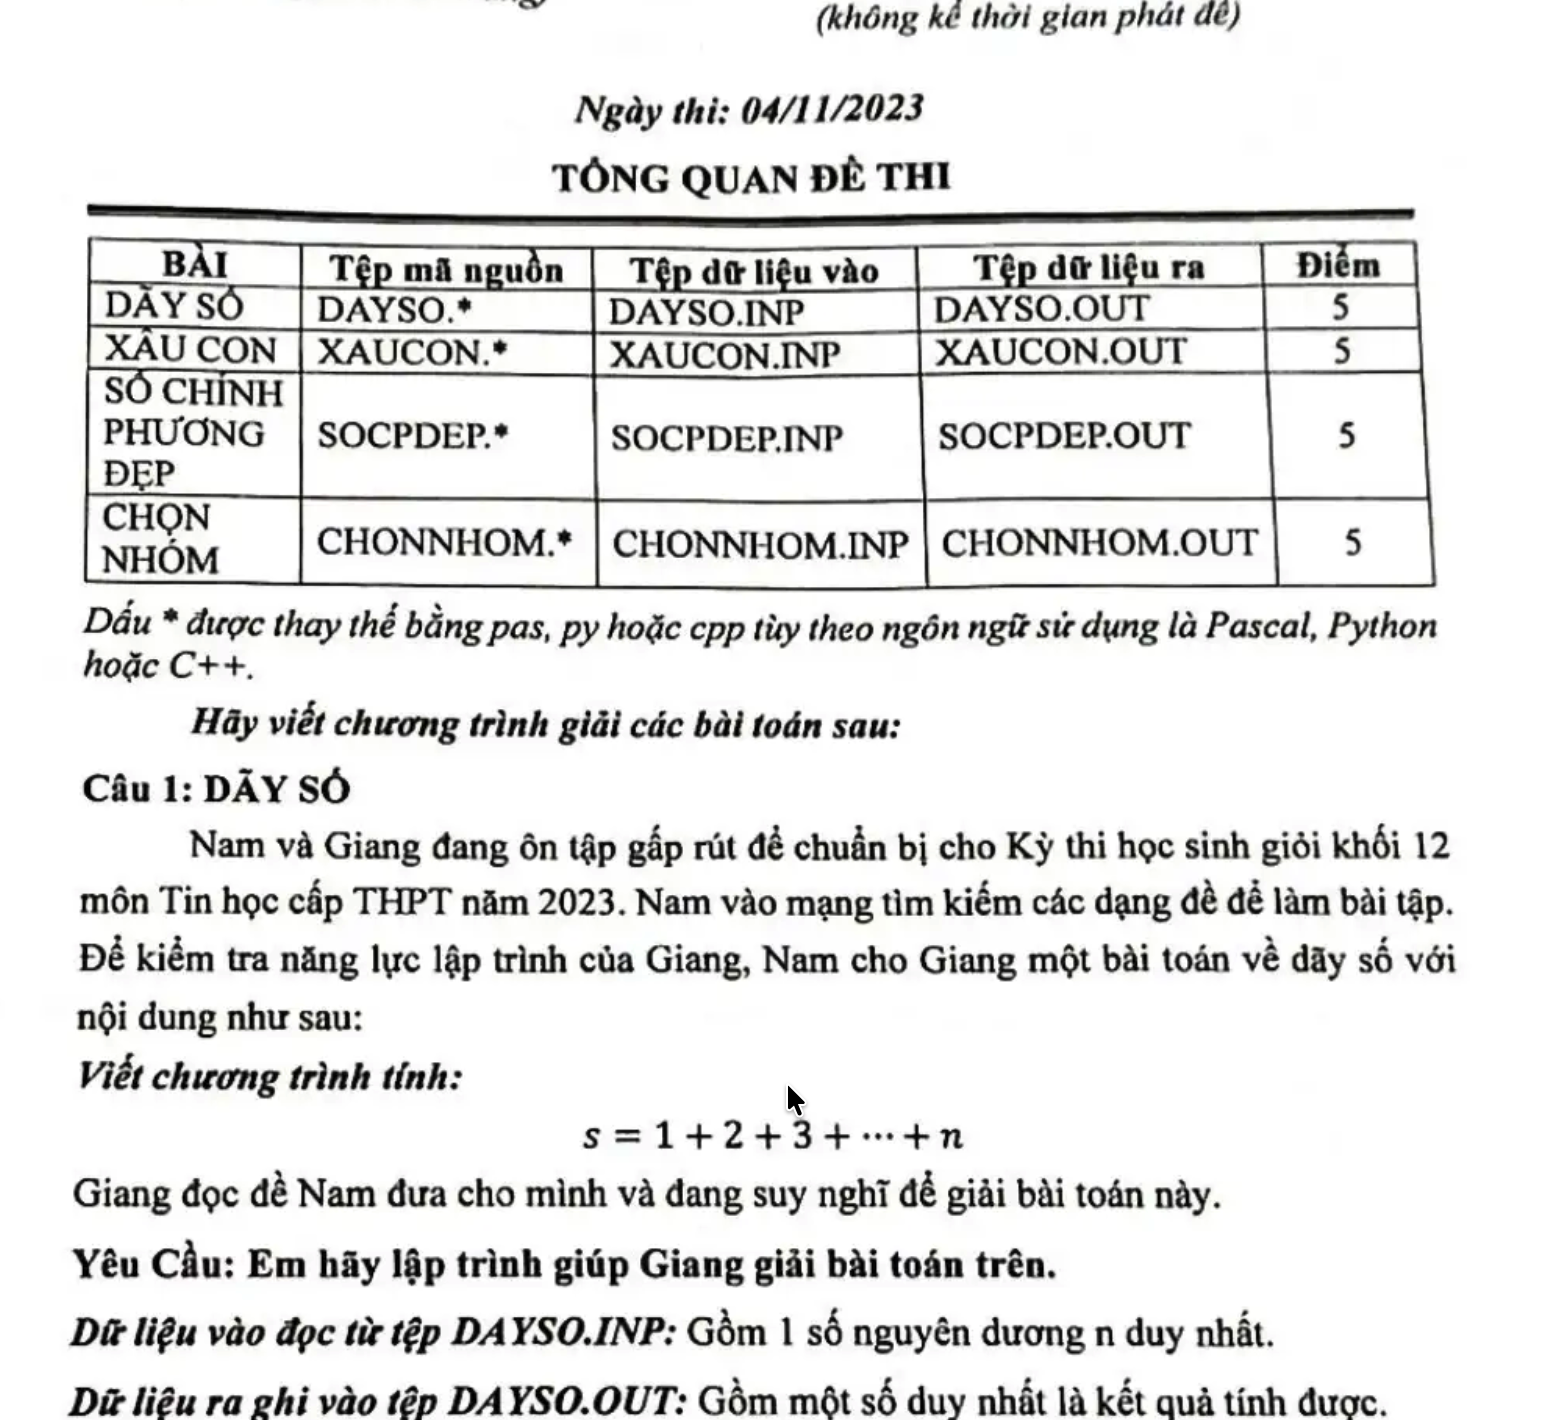 (không kể thời gian phát đề)
Ngày thi: 04/11/2023
TỔNG QUAN ĐỀ THI
BÀI Tệp mã nguồn Tệp dữ liệu vào Tệp dữ liệu ra Điểm
DÃY SỐ DAYSO.* DAYSO.INP DAYSO.OUT 5
XÂU CON XAUCON.* XAUCON.INP XAUCON.OUT 5
SỐ CHÍNH
PHƯƠNG SOCPDEP.* SOCPDEP.INP SOCPDEP.OUT 5
ĐẸP
CHỌN
NHÓM CHONNHOM.* CHONNHOM.INP CHONNHOM.OUT 5
Dấu * được thay thế bằng pas, py hoặc cpp tùy theo ngôn ngữ sử dụng là Pascal, Python
hoặc C++.
Hãy viết chương trình giải các bài toán sau:
Câu 1: DÃY SỐ
Nam và Giang đang ôn tập gấp rút để chuẩn bị cho Kỳ thi học sinh giỏi khối 12
môn Tin học cấp THPT năm 2023. Nam vào mạng tìm kiếm các dạng đề để làm bài tập.
Để kiểm tra năng lực lập trình của Giang, Nam cho Giang một bài toán về dãy số với
nội dung như sau:
Viết chương trình tính:
s = 1 + 2 + 3 + ⋯ + n
Giang đọc đề Nam đưa cho mình và đang suy nghĩ để giải bài toán này.
Yêu Cầu: Em hãy lập trình giúp Giang giải bài toán trên.
Dữ liệu vào đọc từ tệp DAYSO.INP: Gồm 1 số nguyên dương n duy nhất.
Dữ liệu ra ghi vào tệp DAYSO.OUT: Gồm một số duy nhất là kết quả tính được.